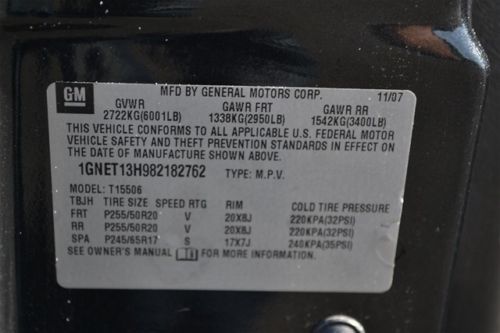 GM
MFD BY GENERAL MOTORS CORP. 11/07
GVWR GAWR FRT GAWR RR
2722KG(6001LB) 1338KG(2950LB) 1542KG(3400LB)
THIS VEHICLE CONFORMS TO ALL APPLICABLE U.S. FEDERAL MOTOR
VEHICLE SAFETY AND THEFT PREVENTION STANDARDS IN EFFECT ON
THE DATE OF MANUFACTURE SHOWN ABOVE.
1GNET13H982182762 TYPE: M.P.V.
MODEL: T15506
TBJH TIRE SIZE SPEED RTG RIM COLD TIRE PRESSURE
FRT P255/50R20 V 20X8J 220KPA(32PSI)
RR P255/50R20 V 20X8J 220KPA(32PSI)
SPA P245/65R17 S 17X7J 240KPA(35PSI)
SEE OWNER'S MANUAL FOR MORE INFORMATION.